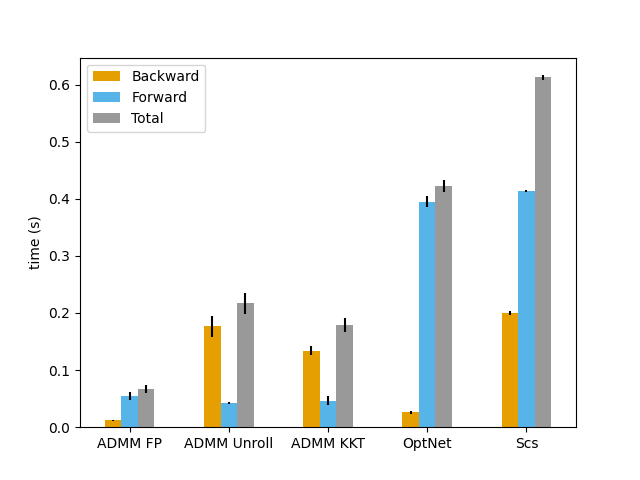 Backward
Forward
Total
time (s)
0.6
0.5
0.4
0.3
0.2
0.1
0.0
ADMM FP ADMM Unroll ADMM KKT OptNet Scs